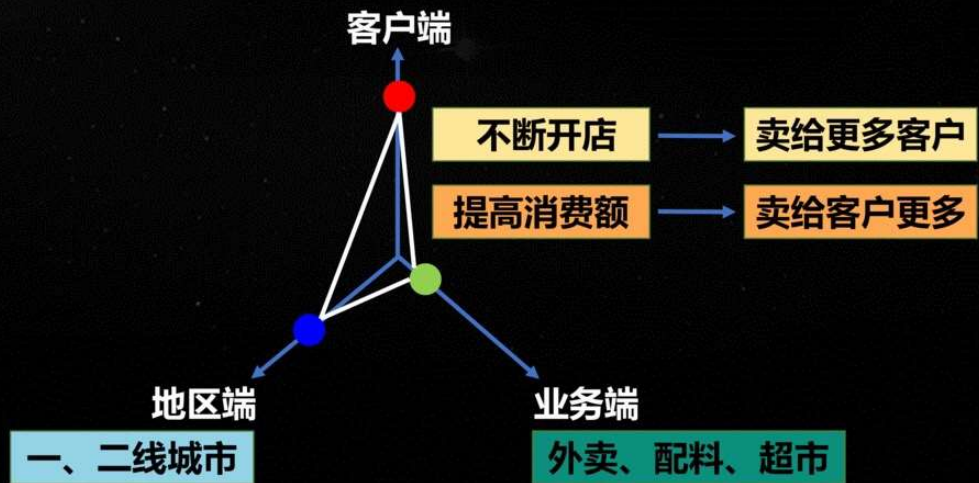 客户端
不断开店
卖给更多客户
提高消费额
卖给客户更多
地区端
业务端
一、二线城市
外卖、配料、超市